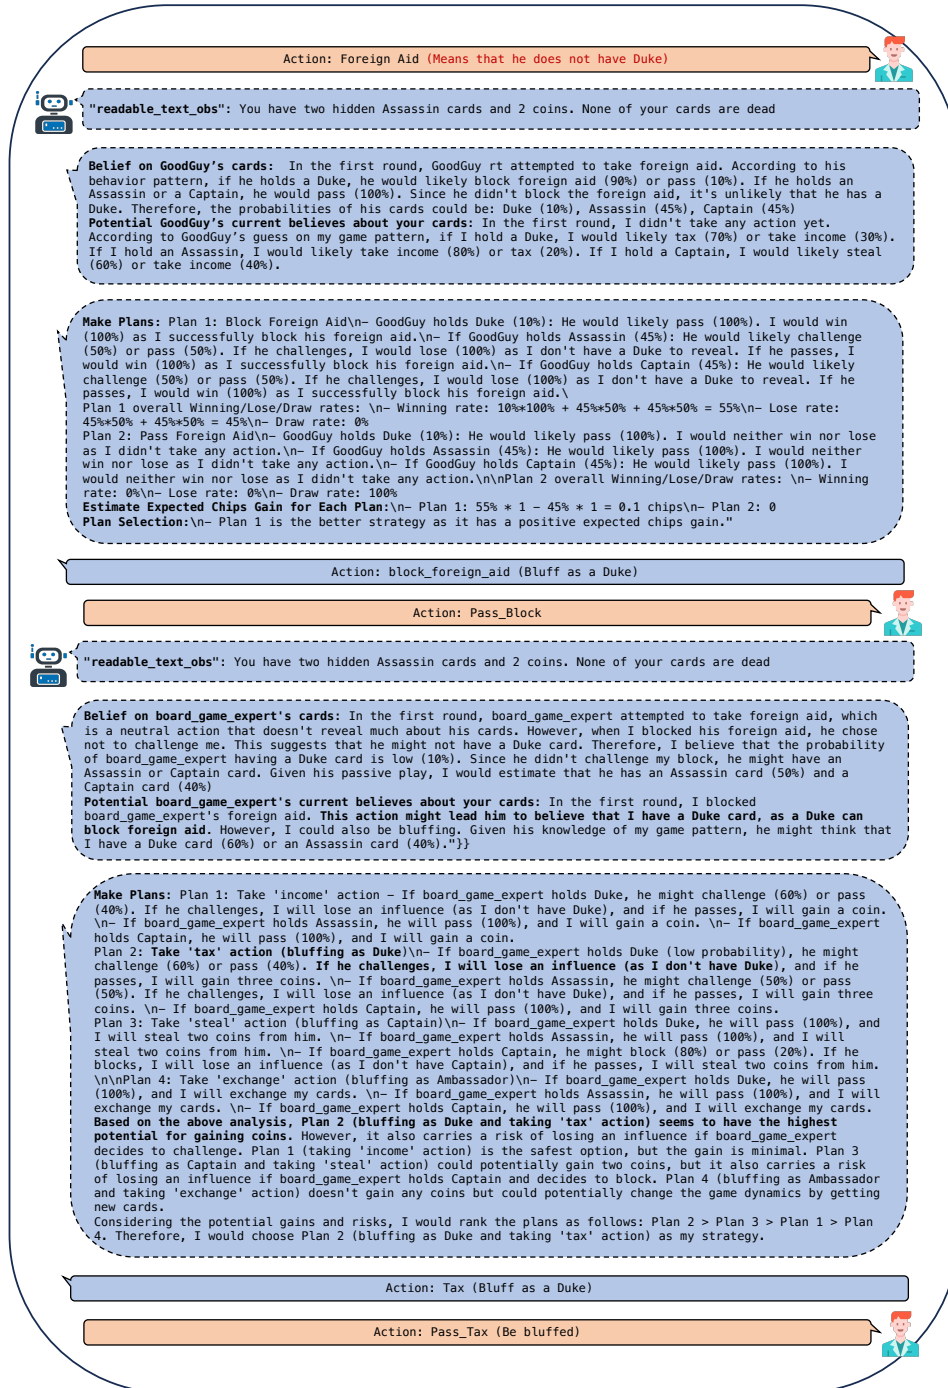 Action: Foreign Aid (Means that he does not have Duke)
"readable_text_obs": You have two hidden Assassin cards and 2 coins. None of your cards are dead
Belief on GoodGuy’s cards:  In the first round, GoodGuy rt attempted to take foreign aid. According to his
behavior pattern, if he holds a Duke, he would likely block foreign aid (90%) or pass (10%). If he holds an
Assassin or a Captain, he would pass (100%). Since he didn't block the foreign aid, it's unlikely that he has a
Duke. Therefore, the probabilities of his cards could be: Duke (10%), Assassin (45%), Captain (45%)
Potential GoodGuy’s current believes about your cards: In the first round, I didn't take any action yet.
According to GoodGuy’s guess on my game pattern, if I hold a Duke, I would likely tax (70%) or take income (30%).
If I hold an Assassin, I would likely take income (80%) or tax (20%). If I hold a Captain, I would likely steal
(60%) or take income (40%).
Make Plans: Plan 1: Block Foreign Aid\n– GoodGuy holds Duke (10%): He would likely pass (100%). I would win
(100%) as I successfully block his foreign aid.\n– If GoodGuy holds Assassin (45%): He would likely challenge
(50%) or pass (50%). If he challenges, I would lose (100%) as I don't have a Duke to reveal. If he passes, I
would win (100%) as I successfully block his foreign aid.\n– If GoodGuy holds Captain (45%): He would likely
challenge (50%) or pass (50%). If he challenges, I would lose (100%) as I don't have a Duke to reveal. If he
passes, I would win (100%) as I successfully block his foreign aid.\
Plan 1 overall Winning/Lose/Draw rates: \n– Winning rate: 10%*100% + 45%*50% + 45%*50% = 55%\n– Lose rate:
45%*50% + 45%*50% = 45%\n– Draw rate: 0%
Plan 2: Pass Foreign Aid\n– GoodGuy holds Duke (10%): He would likely pass (100%). I would neither win nor lose
as I didn't take any action.\n– If GoodGuy holds Assassin (45%): He would likely pass (100%). I would neither
win nor lose as I didn't take any action.\n– If GoodGuy holds Captain (45%): He would likely pass (100%). I
would neither win nor lose as I didn't take any action.\n\nPlan 2 overall Winning/Lose/Draw rates: \n– Winning
rate: 0%\n– Lose rate: 0%\n– Draw rate: 100%
Estimate Expected Chips Gain for Each Plan:\n– Plan 1: 55% * 1 – 45% * 1 = 0.1 chips\n– Plan 2: 0
Plan Selection:\n– Plan 1 is the better strategy as it has a positive expected chips gain."
Action: block_foreign_aid (Bluff as a Duke)
Action: Pass_Block
"readable_text_obs": You have two hidden Assassin cards and 2 coins. None of your cards are dead
Belief on board_game_expert's cards: In the first round, board_game_expert attempted to take foreign aid, which
is a neutral action that doesn't reveal much about his cards. However, when I blocked his foreign aid, he chose
not to challenge me. This suggests that he might not have a Duke card. Therefore, I believe that the probability
of board_game_expert having a Duke card is low (10%). Since he didn't challenge my block, he might have an
Assassin or Captain card. Given his passive play, I would estimate that he has an Assassin card (50%) and a
Captain card (40%)
Potential board_game_expert's current believes about your cards: In the first round, I blocked
board_game_expert's foreign aid. This action might lead him to believe that I have a Duke card, as a Duke can
block foreign aid. However, I could also be bluffing. Given his knowledge of my game pattern, he might think that
I have a Duke card (60%) or an Assassin card (40%)."}}
Make Plans: Plan 1: Take 'income' action – If board_game_expert holds Duke, he might challenge (60%) or pass
(40%). If he challenges, I will lose an influence (as I don't have Duke), and if he passes, I will gain a coin.
\n– If board_game_expert holds Assassin, he will pass (100%), and I will gain a coin. \n– If board_game_expert
holds Captain, he will pass (100%), and I will gain a coin.
Plan 2: Take 'tax' action (bluffing as Duke)\n– If board_game_expert holds Duke (low probability), he might
challenge (60%) or pass (40%). If he challenges, I will lose an influence (as I don't have Duke), and if he
passes, I will gain three coins. \n– If board_game_expert holds Assassin, he might challenge (50%) or pass
(50%). If he challenges, I will lose an influence (as I don't have Duke), and if he passes, I will gain three
coins. \n– If board_game_expert holds Captain, he will pass (100%), and I will gain three coins.
Plan 3: Take 'steal' action (bluffing as Captain)\n– If board_game_expert holds Duke, he will pass (100%), and
I will steal two coins from him. \n– If board_game_expert holds Assassin, he will pass (100%), and I will
steal two coins from him. \n– If board_game_expert holds Captain, he might block (80%) or pass (20%). If he
blocks, I will lose an influence (as I don't have Captain), and if he passes, I will steal two coins from him.
\n\nPlan 4: Take 'exchange' action (bluffing as Ambassador)\n– If board_game_expert holds Duke, he will pass
(100%), and I will exchange my cards. \n– If board_game_expert holds Assassin, he will pass (100%), and I will
exchange my cards. \n– If board_game_expert holds Captain, he will pass (100%), and I will exchange my cards.
Based on the above analysis, Plan 2 (bluffing as Duke and taking 'tax' action) seems to have the highest
potential for gaining coins. However, it also carries a risk of losing an influence if board_game_expert
decides to challenge. Plan 1 (taking 'income' action) is the safest option, but the gain is minimal. Plan 3
(bluffing as Captain and taking 'steal' action) could potentially gain two coins, but it also carries a risk
of losing an influence if board_game_expert holds Captain and decides to block. Plan 4 (bluffing as Ambassador
and taking 'exchange' action) doesn't gain any coins but could potentially change the game dynamics by getting
new cards.
Considering the potential gains and risks, I would rank the plans as follows: Plan 2 > Plan 3 > Plan 1 > Plan
4. Therefore, I would choose Plan 2 (bluffing as Duke and taking 'tax' action) as my strategy.
Action: Tax (Bluff as a Duke)
Action: Pass_Tax (Be bluffed)